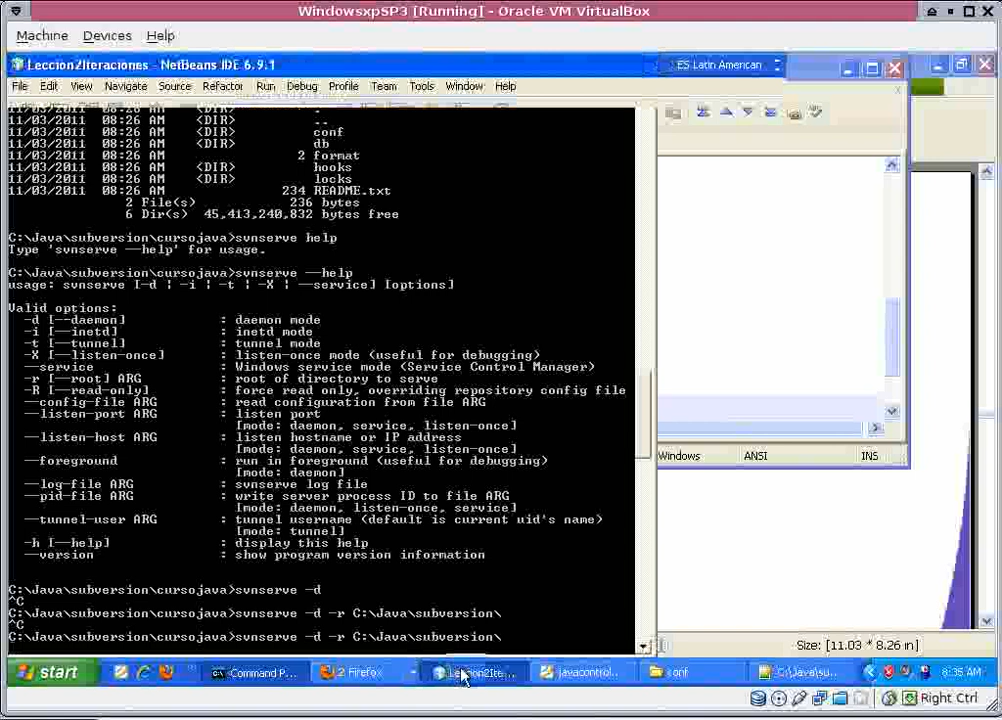 WindowsxpSP3 [Running] - Oracle VM VirtualBox
Machine Devices Help
Leccion2Iteraciones - NetBeans IDE 6.9.1
ES Latin American
File Edit View Navigate Source Refactor Run Debug Profile Team Tools Window Help
11/03/2011 08:26 AM <DIR> .
11/03/2011 08:26 AM <DIR> ..
11/03/2011 08:26 AM <DIR> conf
11/03/2011 08:26 AM <DIR> db
11/03/2011 08:26 AM 2 format
11/03/2011 08:26 AM <DIR> hooks
11/03/2011 08:26 AM <DIR> locks
11/03/2011 08:26 AM 234 README.txt
2 File(s) 236 bytes
6 Dir(s) 45,413,240,832 bytes free
C:\Java\subversion\cursojava>svnserve help
Type 'svnserve --help' for usage.
C:\Java\subversion\cursojava>svnserve --help
usage: svnserve [-d | -i | -t | -X | --service] [options]
Valid options:
-d [--daemon] : daemon mode
-i [--inetd] : inetd mode
-t [--tunnel] : tunnel mode
-X [--listen-once] : listen-once mode (useful for debugging)
--service : Windows service mode (Service Control Manager)
-r [--root] ARG : root of directory to serve
-R [--read-only] : force read only, overriding repository config file
--config-file ARG : read configuration from file ARG
--listen-port ARG : listen port
[mode: daemon, service, listen-once]
--listen-host ARG : listen hostname or IP address
[mode: daemon, service, listen-once]
--foreground : run in foreground (useful for debugging)
[mode: daemon]
--log-file ARG : svnserve log file
--pid-file ARG : write server process ID to file ARG
[mode: daemon, listen-once, service]
--tunnel-user ARG : tunnel username (default is current uid's name)
[mode: tunnel]
-h [--help] : display this help
--version : show program version information
C:\Java\subversion\cursojava>svnserve -d
^C
C:\Java\subversion\cursojava>svnserve -d -r C:\Java\subversion\
^C
C:\Java\subversion\cursojava>svnserve -d -r C:\Java\subversion\
Windows ANSI INS
Size: [11.03 * 8.26 in]
start Command P... 2 Firefox Leccion2Ite... javacontrol... conf C:\Java\su... 8:35 AM
Right Ctrl